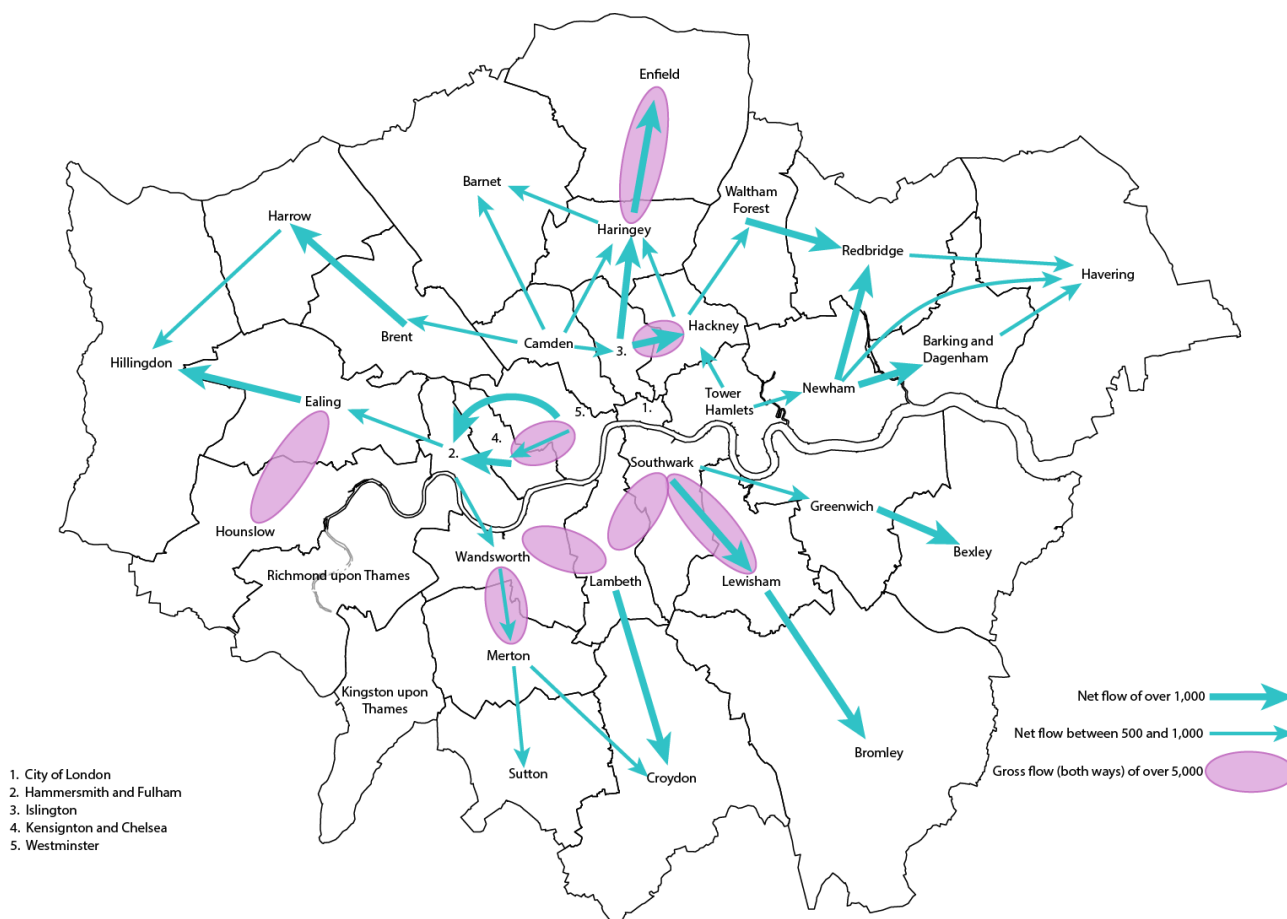 Enfield
Barnet
Waltham
Forest
Harrow
Haringey
Redbridge
Havering
Hackney
Brent
Camden
3.
Barking and
Dagenham
Hillingdon
Newham
Tower
Hamlets
Ealing
1.
5.
4.
2.
Southwark
Greenwich
Hounslow
Wandsworth
Bexley
Richmond upon Thames
Lambeth
Lewisham
Merton
Kingston upon
Thames
Net flow of over 1,000
Net flow between 500 and 1,000
Bromley
Sutton
Croydon
Gross flow (both ways) of over 5,000
1. City of London
2. Hammersmith and Fulham
3. Islington
4. Kensignton and Chelsea
5. Westminster